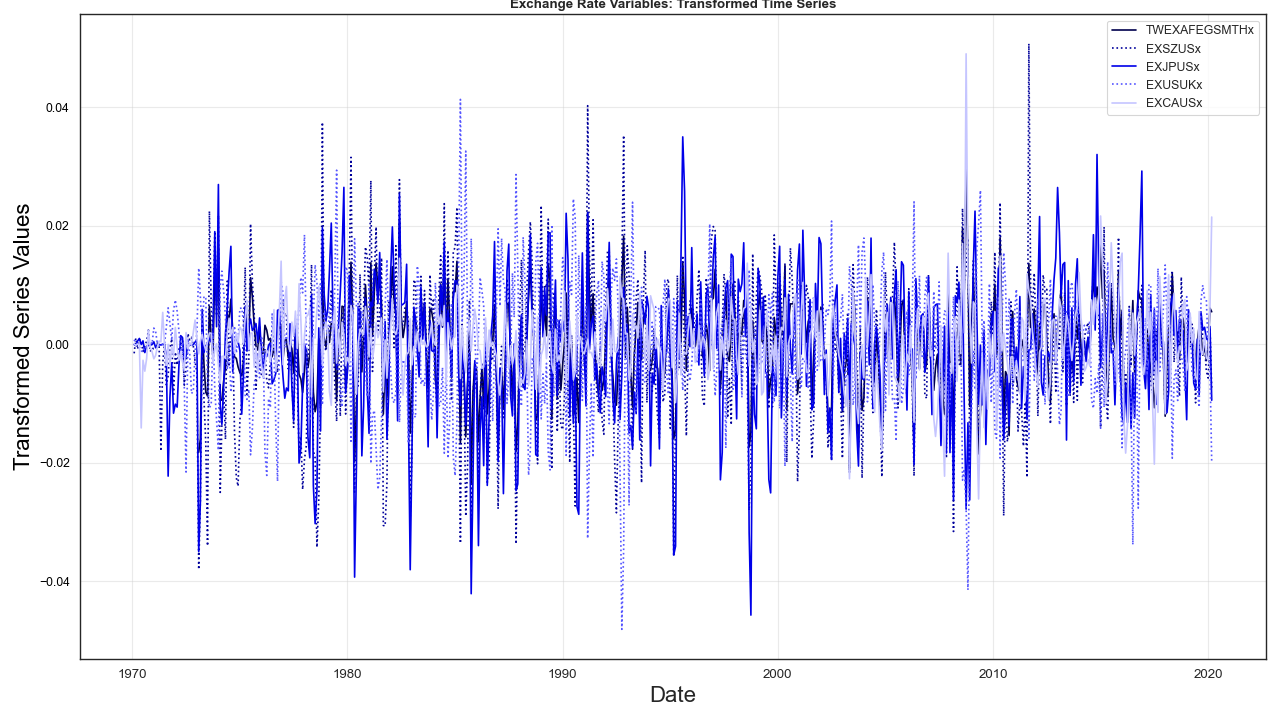 Exchange Rate Variables: Transformed Time Series
TWEXAFEGSMTHx
EXSZUSx
EXJPUSx
EXUSUKx
EXCAUSx
0.04
0.02
0.00
−0.02
−0.04
Transformed Series Values
1970
1980
1990
2000
2010
2020
Date